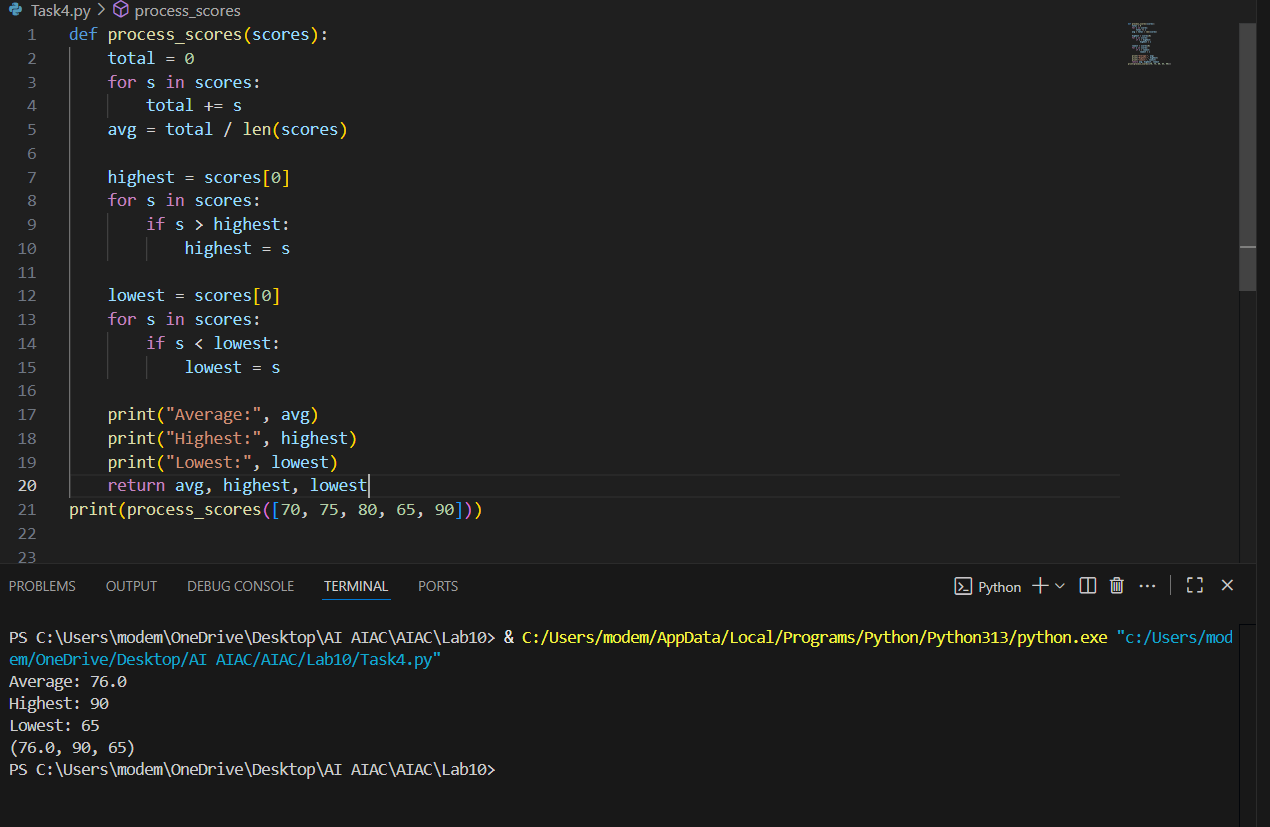 Task4.py > process_scores
1 def process_scores(scores):
2     total = 0
3     for s in scores:
4         total += s
5     avg = total / len(scores)
6
7     highest = scores[0]
8     for s in scores:
9         if s > highest:
10             highest = s
11
12     lowest = scores[0]
13     for s in scores:
14         if s < lowest:
15             lowest = s
16
17     print("Average:", avg)
18     print("Highest:", highest)
19     print("Lowest:", lowest)
20     return avg, highest, lowest
21 print(process_scores([70, 75, 80, 65, 90]))
22
23
PROBLEMS OUTPUT DEBUG CONSOLE TERMINAL PORTS Python
PS C:\Users\modem\OneDrive\Desktop\AI AIAC\AIAC\Lab10> & C:/Users/modem/AppData/Local/Programs/Python/Python313/python.exe "c:/Users/mod
em/OneDrive/Desktop/AI AIAC/AIAC/Lab10/Task4.py"
Average: 76.0
Highest: 90
Lowest: 65
(76.0, 90, 65)
PS C:\Users\modem\OneDrive\Desktop\AI AIAC\AIAC\Lab10>